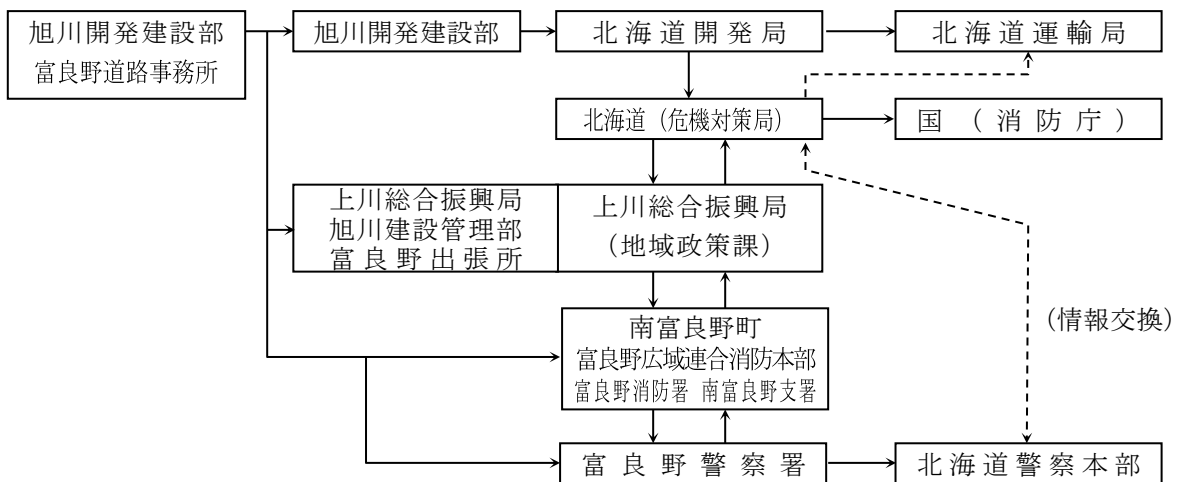 旭川開発建設部
富良野道路事務所
旭川開発建設部
北海道開発局
北海道運輸局
北海道（危機対策局）
国（消防庁）
上川総合振興局
旭川建設管理部
富良野出張所
上川総合振興局
（地域政策課）
南富良野町
富良野広域連合消防本部
富良野消防署 南富良野支署
（情報交換）
富良野警察署
北海道警察本部